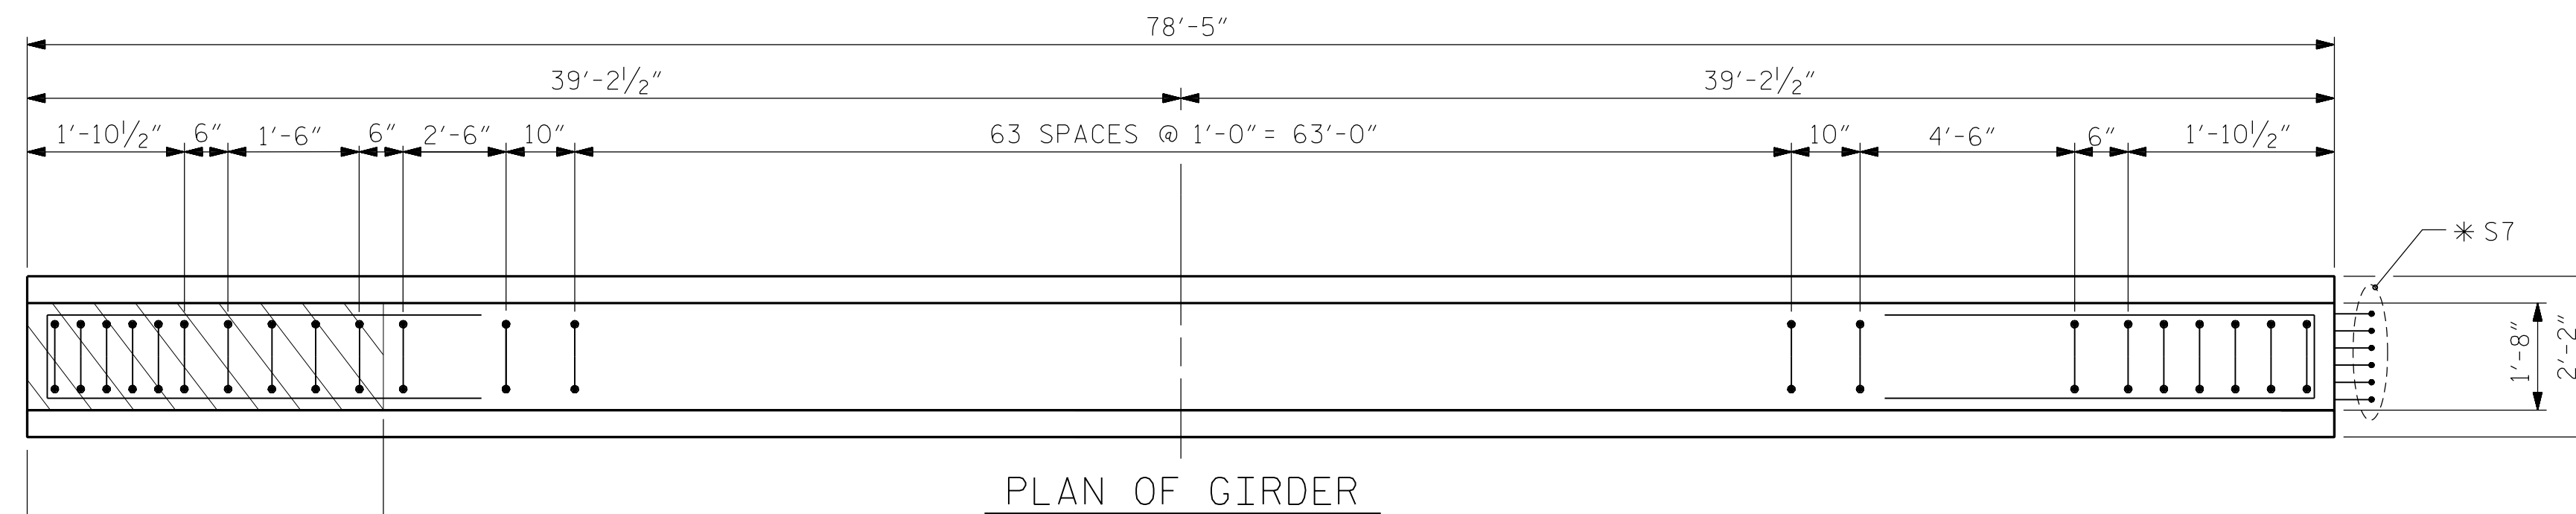 78'-5"
39'-2½" 39'-2½"
1'-10½" 6" 1'-6" 6" 2'-6" 10" 63 SPACES @ 1'-0" = 63'-0" 10" 4'-6" 6" 1'-10½"
✳ S7
1'-8"
2'-2"
PLAN OF GIRDER